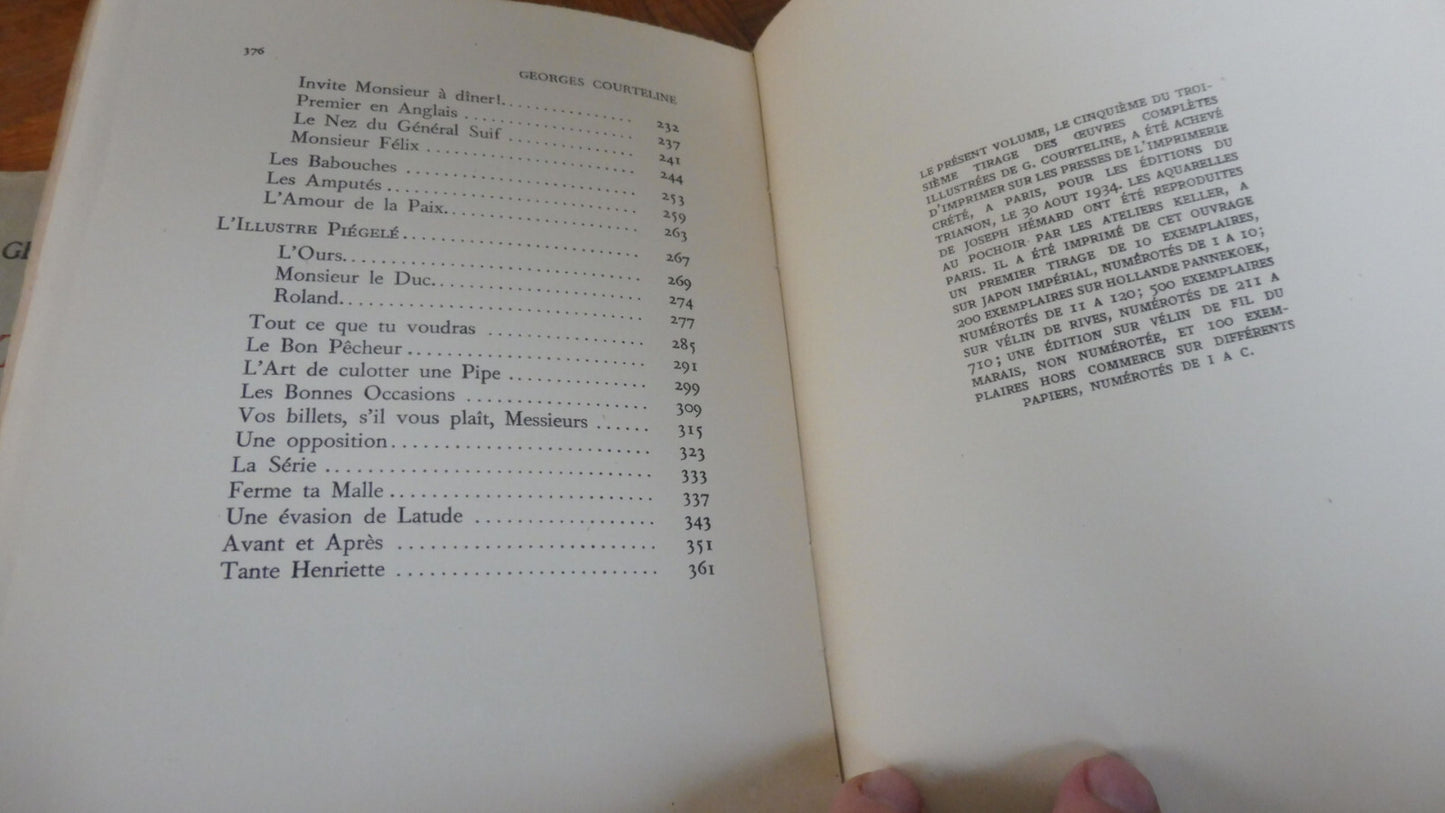 376
GEORGES COURTELINE
Invite Monsieur à dîner!.. 232
Premier en Anglais 237
Le Nez du Général Suif 241
Monsieur Félix 244
Les Babouches 253
Les Amputés 259
L'Amour de la Paix. 263
L'ILLUSTRE PIÉGELÉ 267
L'Ours. 269
Monsieur le Duc. 274
Roland. 277
Tout ce que tu voudras 285
Le Bon Pêcheur 291
L'Art de culotter une Pipe 299
Les Bonnes Occasions 309
Vos billets, s'il vous plaît, Messieurs 315
Une opposition 323
La Série 333
Ferme ta Malle 337
Une évasion de Latude 343
Avant et Après 351
Tante Henriette 361
LE PRÉSENT VOLUME, LE CINQUIÈME DU TROI-
SIÈME TIRAGE DES ŒUVRES COMPLÈTES
ILLUSTRÉES DE G. COURTELINE, A ÉTÉ ACHEVÉ
D'IMPRIMER SUR LES PRESSES DE L'IMPRIMERIE
CRÉTÉ, A PARIS, POUR LES ÉDITIONS DU
TRIANON, LE 30 AOUT 1934. LES AQUARELLES
DE JOSEPH HÉMARD ONT ÉTÉ REPRODUITES
AU POCHOIR PAR LES ATELIERS KELLER, A
PARIS. IL A ÉTÉ IMPRIMÉ DE CET OUVRAGE
UN PREMIER TIRAGE DE 10 EXEMPLAIRES,
SUR JAPON IMPÉRIAL, NUMÉROTÉS DE 1 A 10;
200 EXEMPLAIRES SUR HOLLANDE PANNEKOEK,
NUMÉROTÉS DE 11 A 120; 500 EXEMPLAIRES
SUR VÉLIN DE RIVES, NUMÉROTÉS DE 211 A
710; UNE ÉDITION SUR VÉLIN DE FIL DU
MARAIS, NON NUMÉROTÉE, ET 100 EXEM-
PLAIRES HORS COMMERCE SUR DIFFÉRENTS
PAPIERS, NUMÉROTÉS DE I A C.